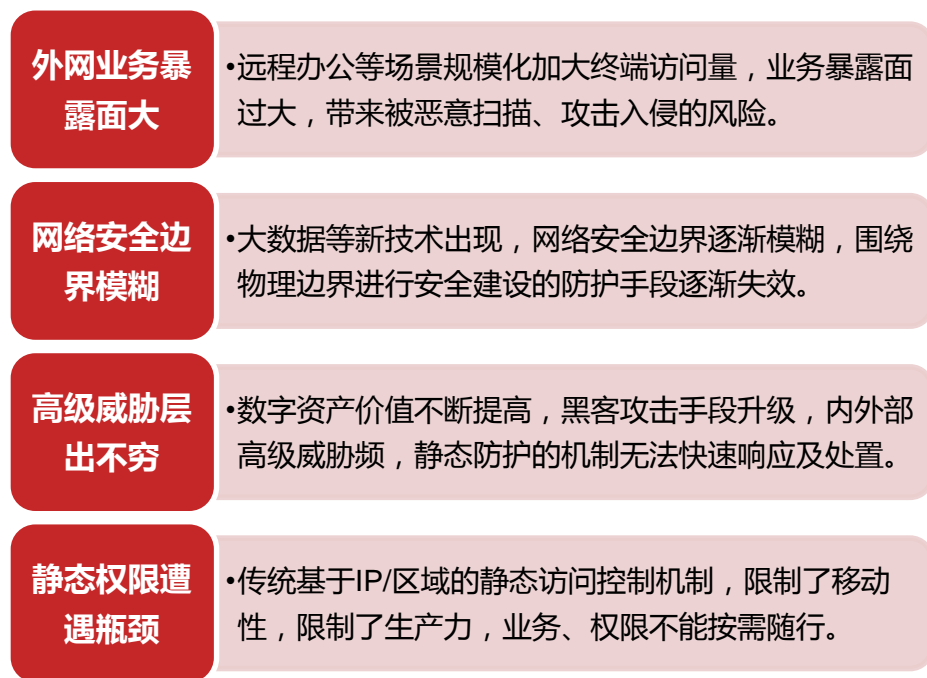 外网业务暴
露面大
•远程办公等场景规模化加大终端访问量，业务暴露面
过大，带来被恶意扫描、攻击入侵的风险。
网络安全边
界模糊
•大数据等新技术出现，网络安全边界逐渐模糊，围绕
物理边界进行安全建设的防护手段逐渐失效。
高级威胁层
出不穷
•数字资产价值不断提高，黑客攻击手段升级，内外部
高级威胁频，静态防护的机制无法快速响应及处置。
静态权限遭
遇瓶颈
•传统基于IP/区域的静态访问控制机制，限制了移动
性，限制了生产力，业务、权限不能按需随行。